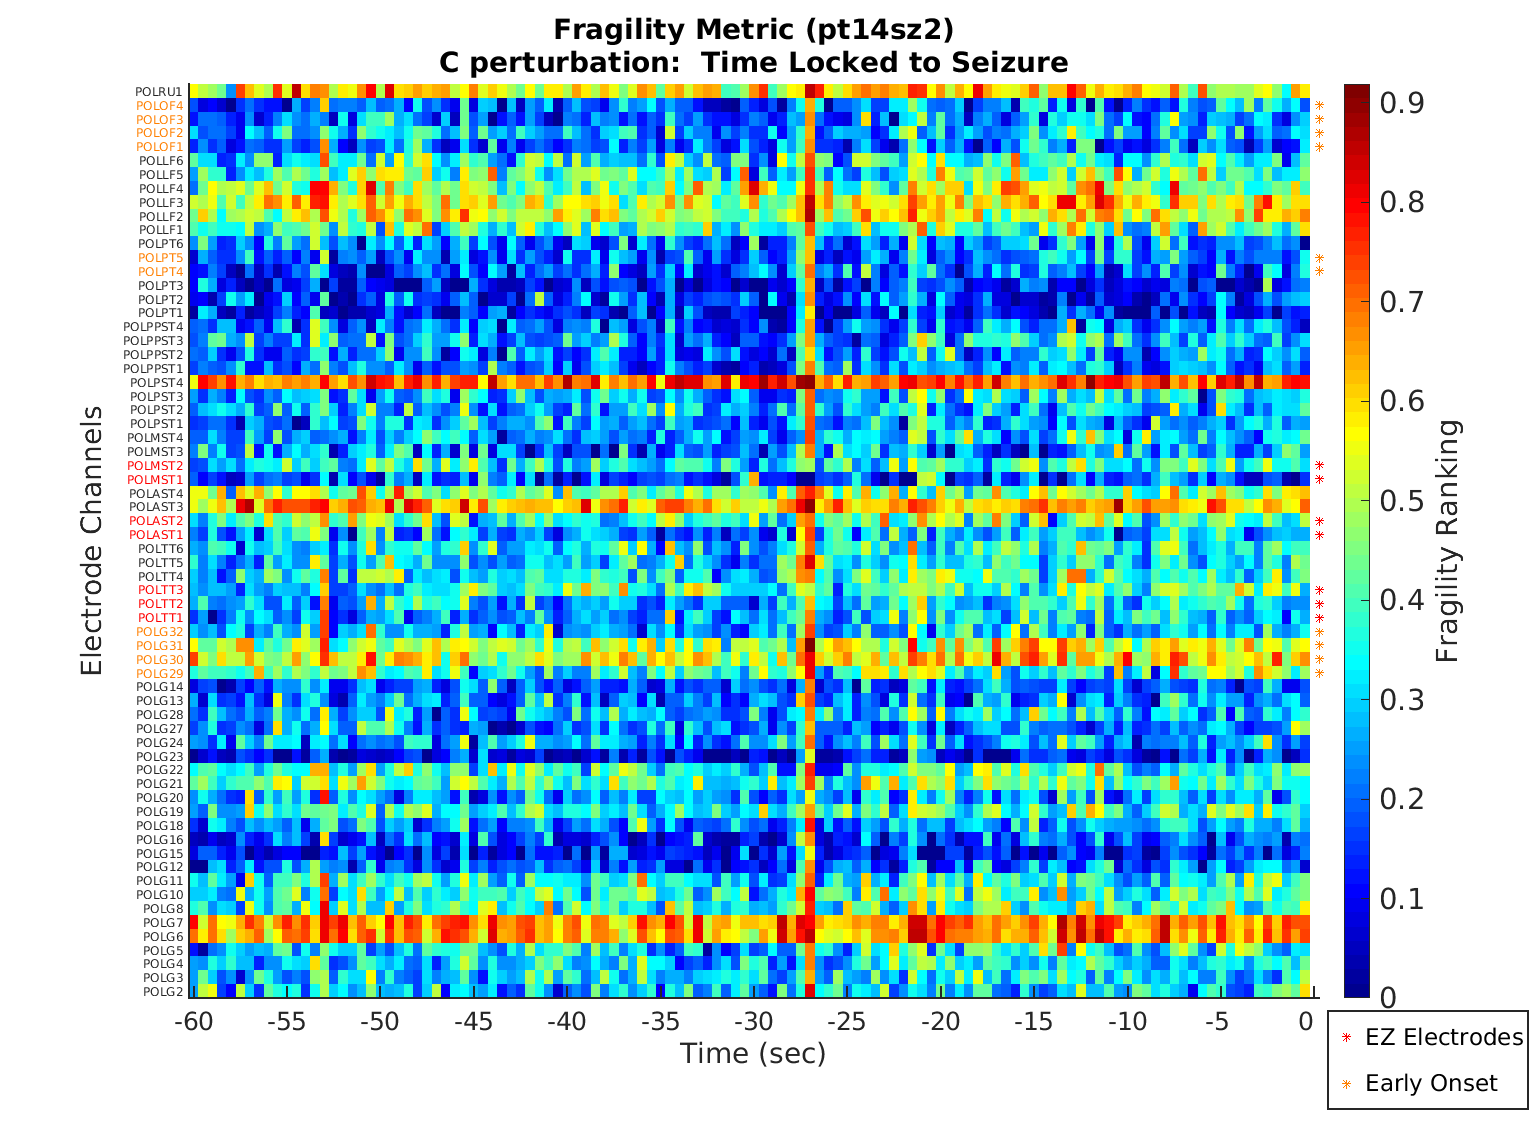 Fragility Metric (pt14sz2)
C perturbation:  Time Locked to Seizure
Electrode Channels
POLRU1
POLOF4
POLOF3
POLOF2
POLOF1
POLLF6
POLLF5
POLLF4
POLLF3
POLLF2
POLLF1
POLPT6
POLPT5
POLPT4
POLPT3
POLPT2
POLPT1
POLPPST4
POLPPST3
POLPPST2
POLPPST1
POLPST4
POLPST3
POLPST2
POLPST1
POLMST4
POLMST3
POLMST2
POLMST1
POLAST4
POLAST3
POLAST2
POLAST1
POLTT6
POLTT5
POLTT4
POLTT3
POLTT2
POLTT1
POLG32
POLG31
POLG30
POLG29
POLG14
POLG13
POLG28
POLG27
POLG24
POLG23
POLG22
POLG21
POLG20
POLG19
POLG18
POLG16
POLG15
POLG12
POLG11
POLG10
POLG8
POLG7
POLG6
POLG5
POLG4
POLG3
POLG2
-60 -55 -50 -45 -40 -35 -30 -25 -20 -15 -10 -5 0
Time (sec)
0.9
0.8
0.7
0.6
0.5
0.4
0.3
0.2
0.1
0
Fragility Ranking
EZ Electrodes
Early Onset